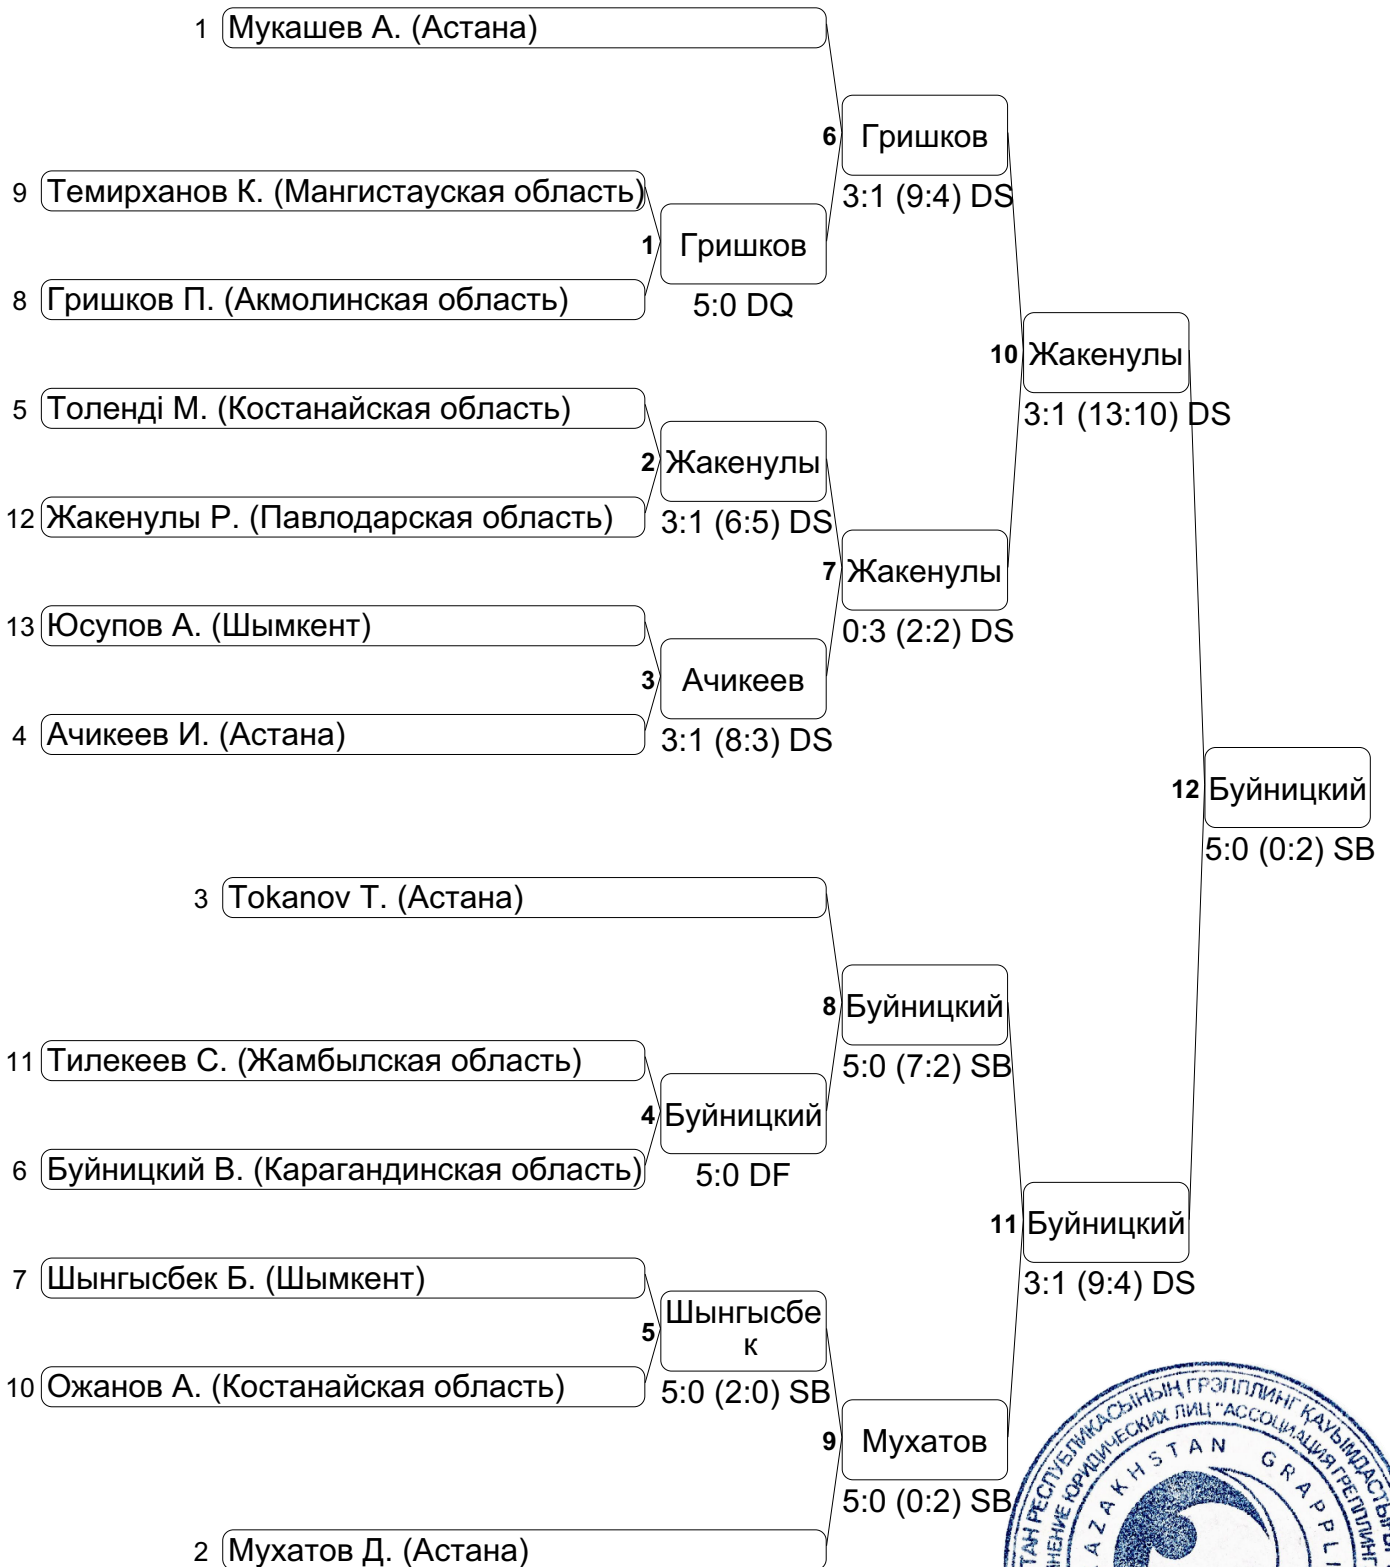 1 Мукашев А. (Астана)
6 Гришков
3:1 (9:4) DS
9 Темирханов К. (Мангистауская область)
1 Гришков
5:0 DQ
8 Гришков П. (Акмолинская область)
10 Жакенулы
3:1 (13:10) DS
5 Толенді М. (Костанайская область)
2 Жакенулы
3:1 (6:5) DS
12 Жакенулы Р. (Павлодарская область)
7 Жакенулы
0:3 (2:2) DS
13 Юсупов А. (Шымкент)
3 Ачикеев
3:1 (8:3) DS
4 Ачикеев И. (Астана)
12 Буйницкий
5:0 (0:2) SB
3 Tokanov T. (Астана)
8 Буйницкий
5:0 (7:2) SB
11 Тилекеев С. (Жамбылская область)
4 Буйницкий
5:0 DF
6 Буйницкий В. (Карагандинская область)
11 Буйницкий
3:1 (9:4) DS
7 Шынгысбек Б. (Шымкент)
5 Шынгысбе
к
5:0 (2:0) SB
10 Ожанов А. (Костанайская область)
9 Мухатов
5:0 (0:2) SB
2 Мухатов Д. (Астана)
РЕСПУБЛИКАСЫНЫҢ ГРЭППЛИНГ
ЮРИДИЧЕСКИХ ЛИЦ "АССОЦИАЦИЯ